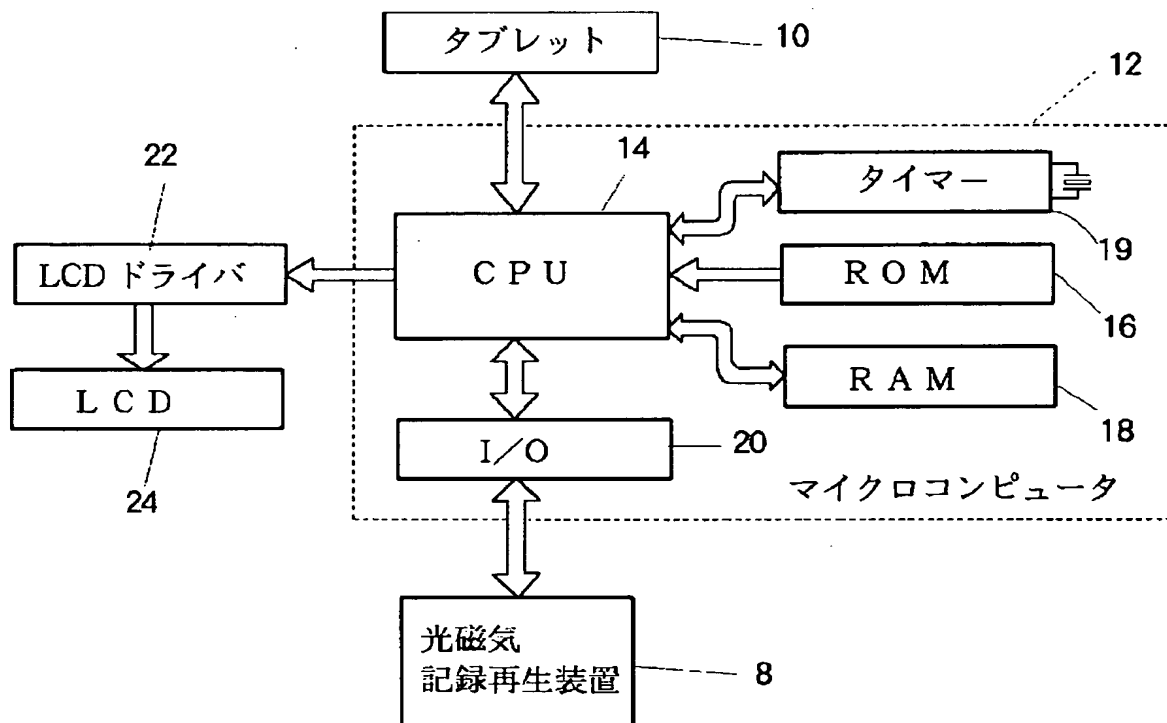 タブレット
10
12
14
タイマー
19
22
LCD ドライバ
CPU
ROM
16
LCD
24
RAM
18
I/O
20
マイクロコンピュータ
光磁気
記録再生装置
8